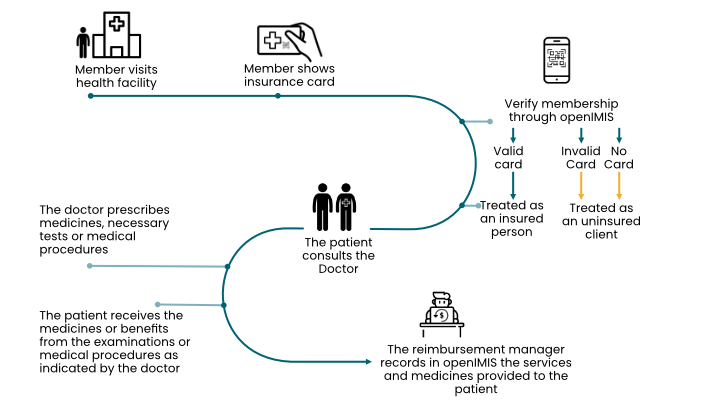 Member visits
health facility
Member shows
insurance card
Verify membership
through openIMIS
Valid
card
Invalid
Card
No
Card
Treated as
an insured
person
Treated as
an uninsured
client
The patient
consults the
Doctor
The doctor prescribes
medicines, necessary
tests or medical
procedures
The patient receives the
medicines or benefits
from the examinations or
medical procedures as
indicated by the doctor
$
The reimbursement manager
records in openIMIS the services
and medicines provided to the
patient